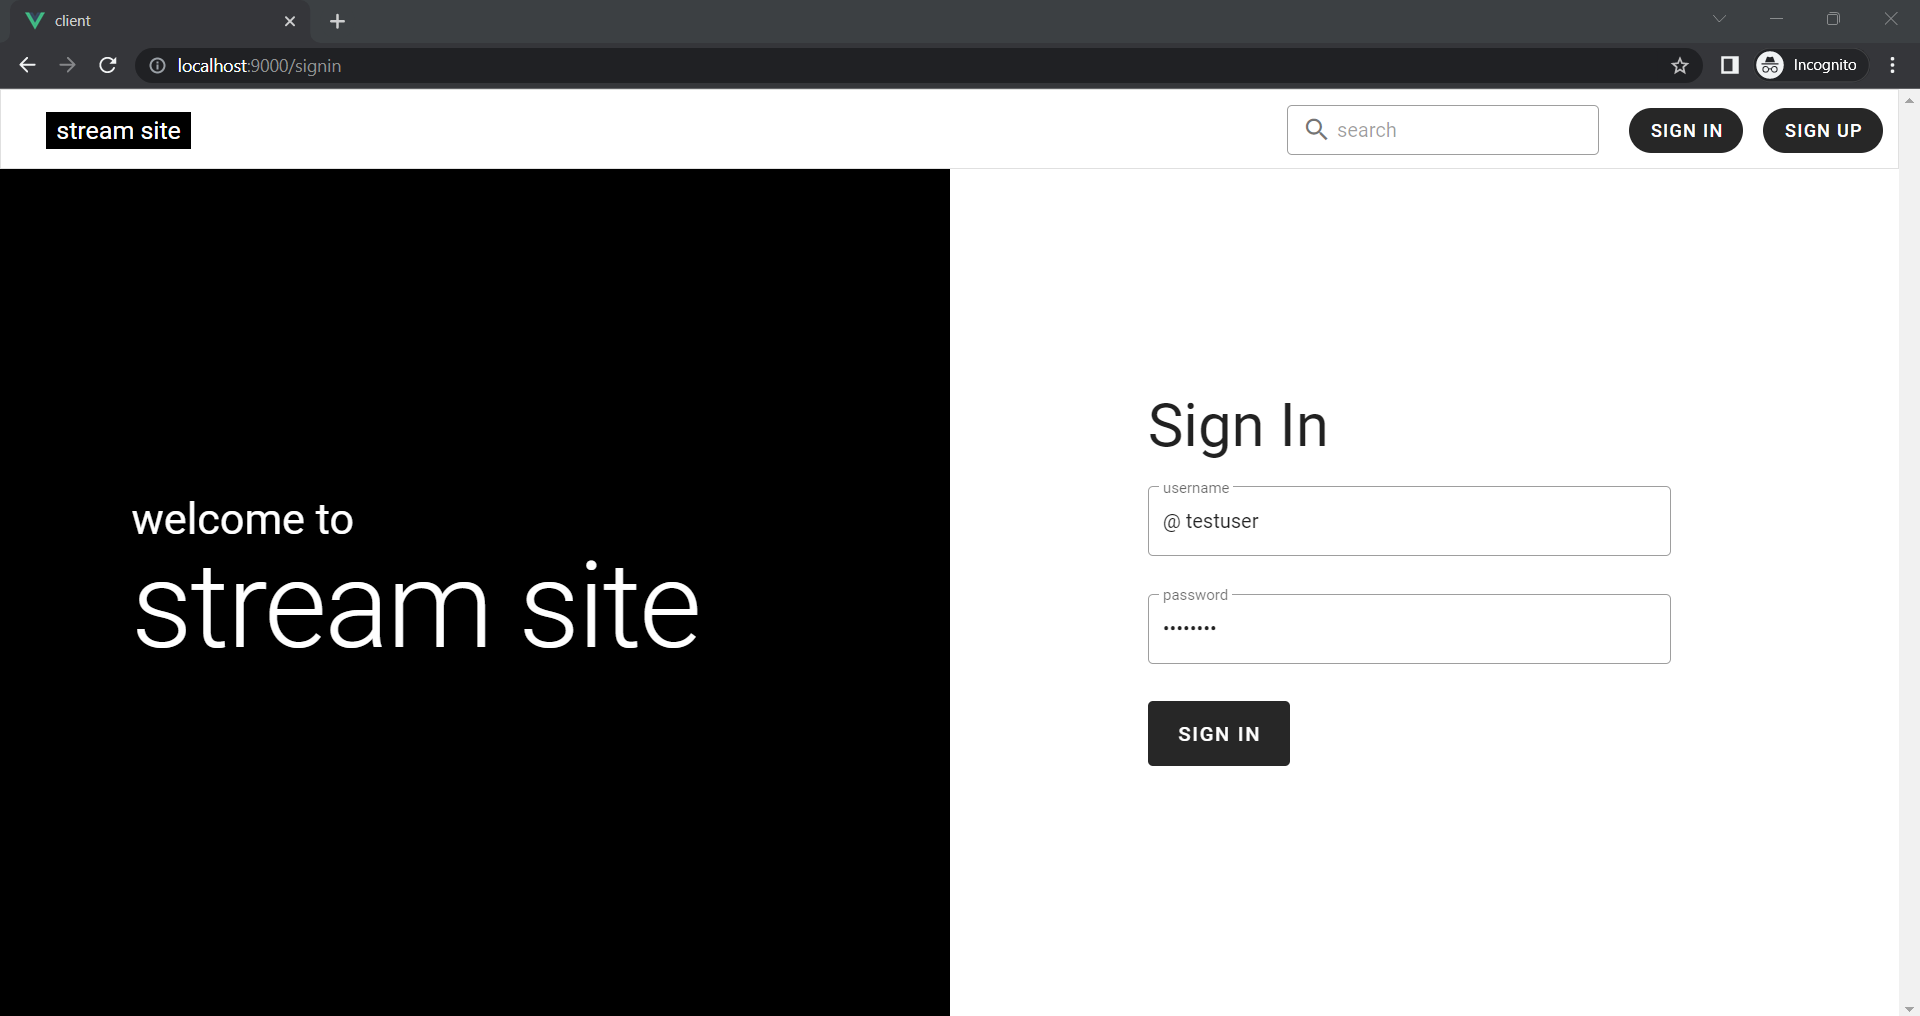 client
localhost:9000/signin
Incognito
stream site
search
SIGN IN
SIGN UP
welcome to
stream site
Sign In
username
@ testuser
password
••••••••
SIGN IN